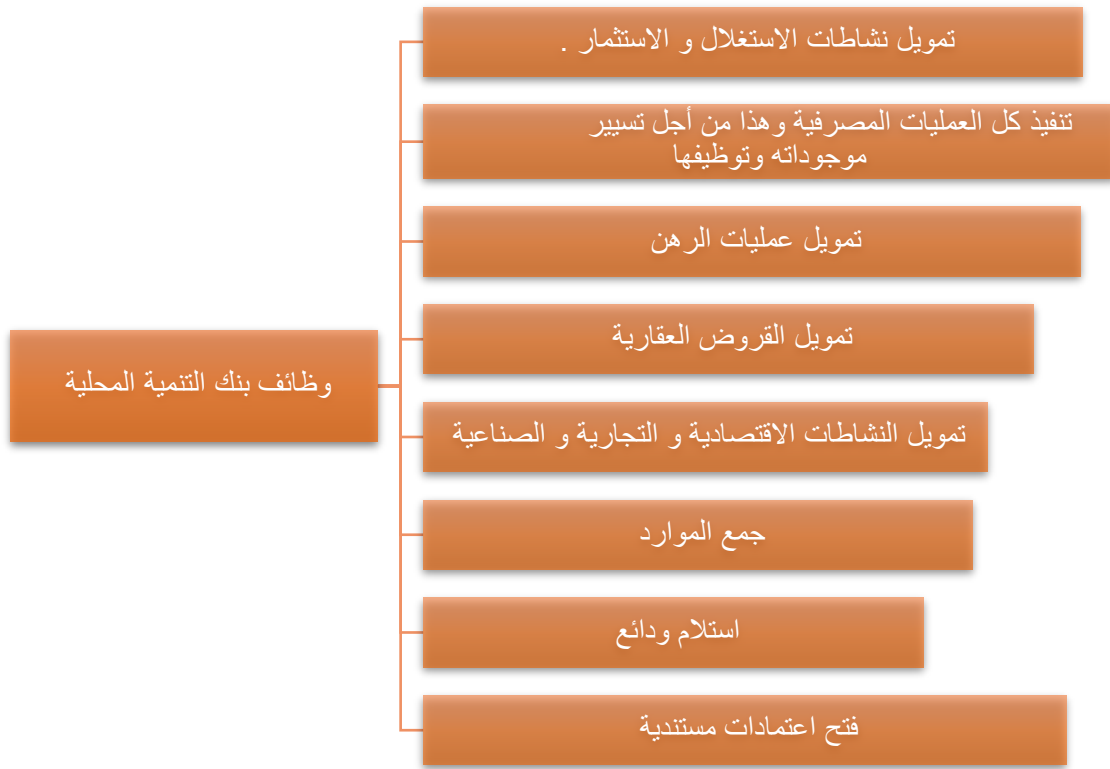 وظائف بنك التنمية المحلية
تمويل نشاطات الاستغلال و الاستثمار .
تنفيذ كل العمليات المصرفية وهذا من أجل تسيير
موجوداته وتوظيفها
تمويل عمليات الرهن
تمويل القروض العقارية
تمويل النشاطات الاقتصادية و التجارية و الصناعية
جمع الموارد
استلام ودائع
فتح اعتمادات مستندية